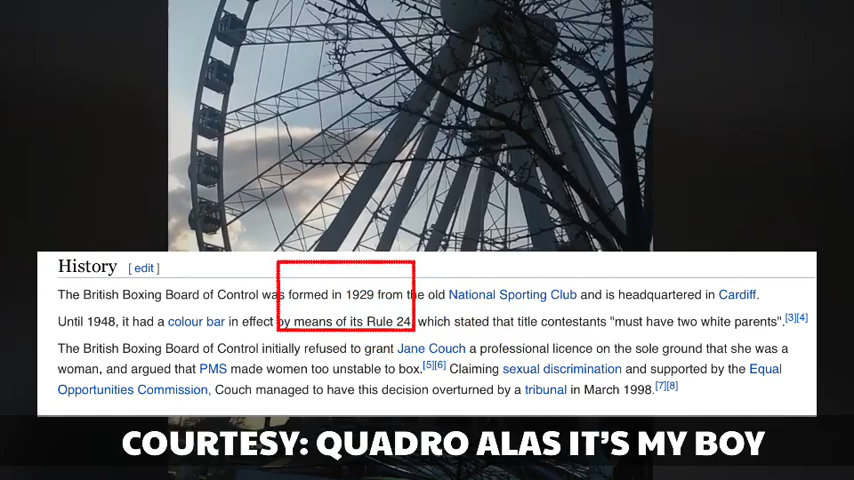 History [ edit ]
The British Boxing Board of Control was formed in 1929 from the old National Sporting Club and is headquartered in Cardiff.
Until 1948, it had a colour bar in effect by means of its Rule 24, which stated that title contestants "must have two white parents".[3][4]
The British Boxing Board of Control initially refused to grant Jane Couch a professional licence on the sole ground that she was a
woman, and argued that PMS made women too unstable to box.[5][6] Claiming sexual discrimination and supported by the Equal
Opportunities Commission, Couch managed to have this decision overturned by a tribunal in March 1998.[7][8]
COURTESY: QUADRO ALAS IT'S MY BOY